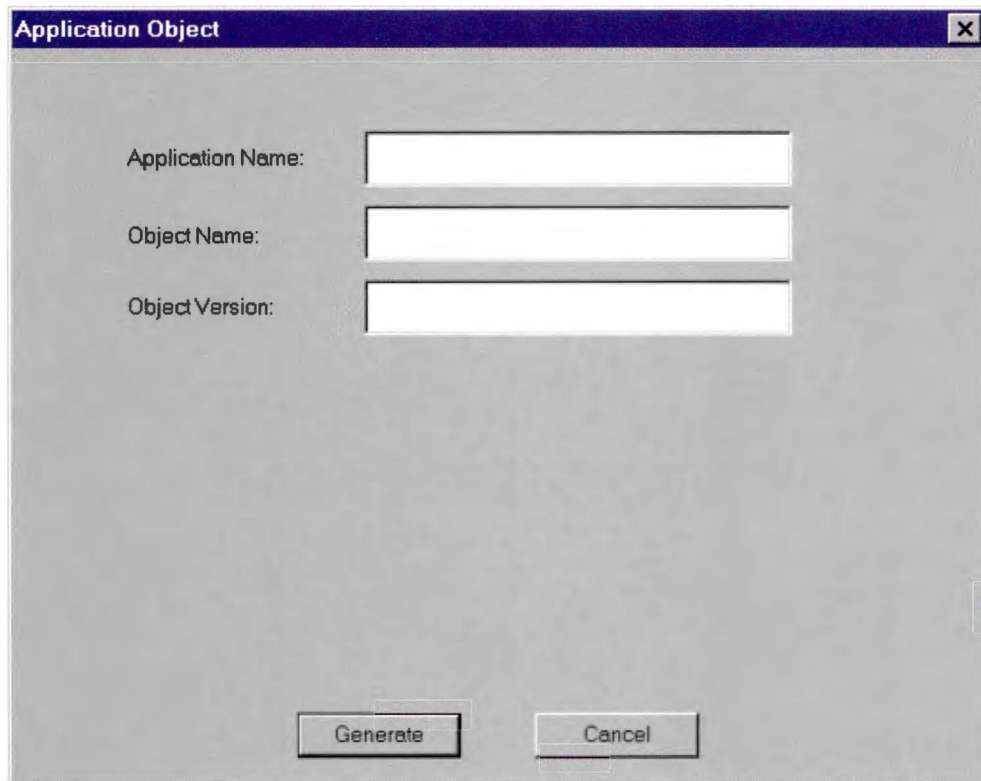 Application Object
Application Name:
Object Name:
Object Version:
Generate
Cancel